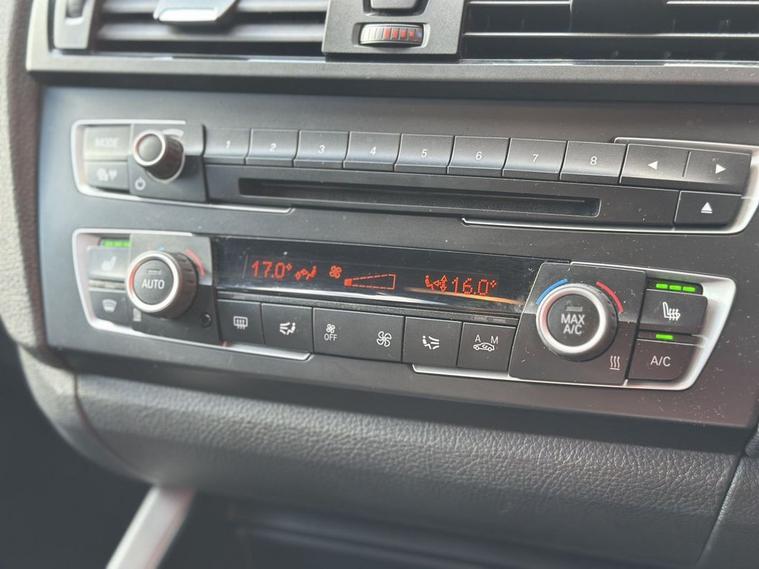 MODE
1 2 3 4 5 6 7 8
17.0° 16.0°
AUTO
MAX
A/C
OFF
A M
A/C